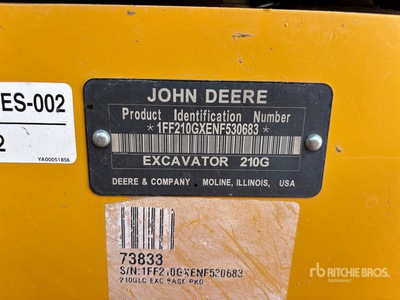 ES-002
2
YA00051856
JOHN DEERE
Product Identification Number
*1FF210GXENF530683*
EXCAVATOR 210G
DEERE & COMPANY MOLINE, ILLINOIS, USA
73833
S/N:1FF210GXENF530683
210GLC EXC BASE PKG
rb
RITCHIE BROS.